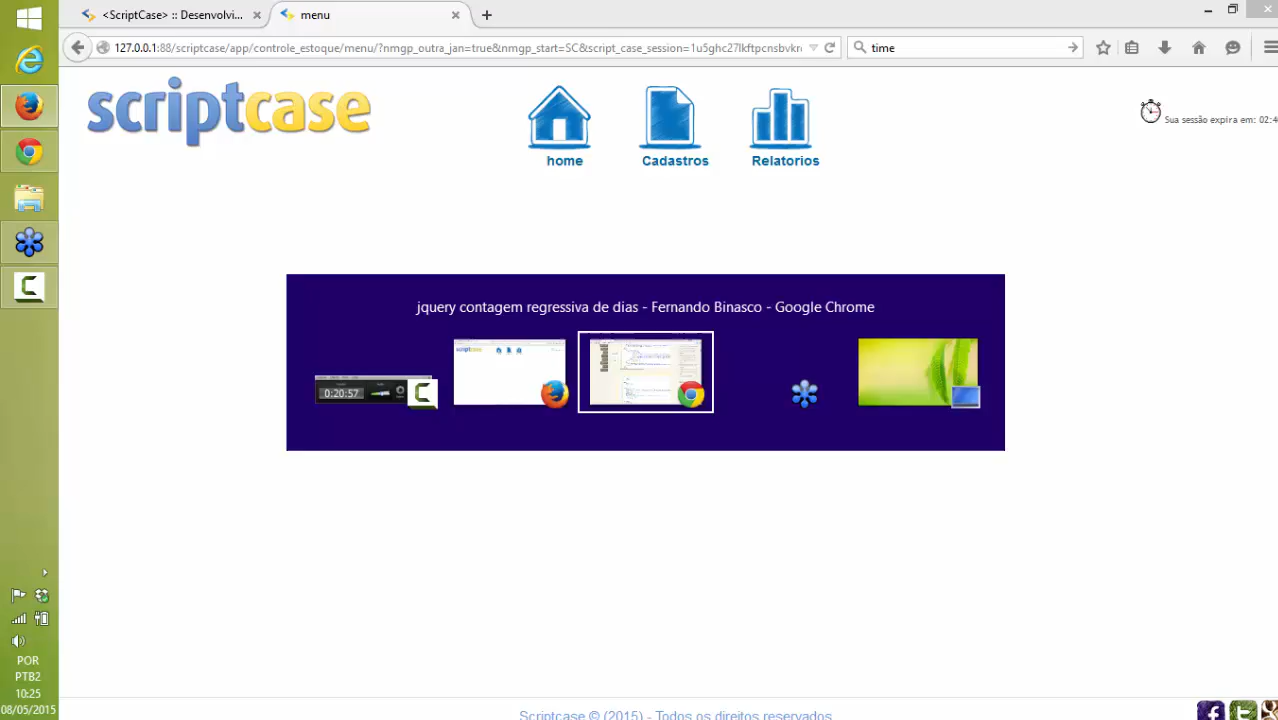 <ScriptCase> :: Desenvolvi...
menu
127.0.0.1:88/scriptcase/app/controle_estoque/menu/?nmgp_outra_jan=true&nmgp_start=SC&script_case_session=1u5ghc27lkftpcnsbvkr
time
scriptcase
home
Cadastros
Relatorios
Sua sessão expira em: 02:4
jquery contagem regressiva de dias - Fernando Binasco - Google Chrome
0:20:57
POR
PTB2
10:25
08/05/2015
Scriptcase © (2015) - Todos os direitos reservados